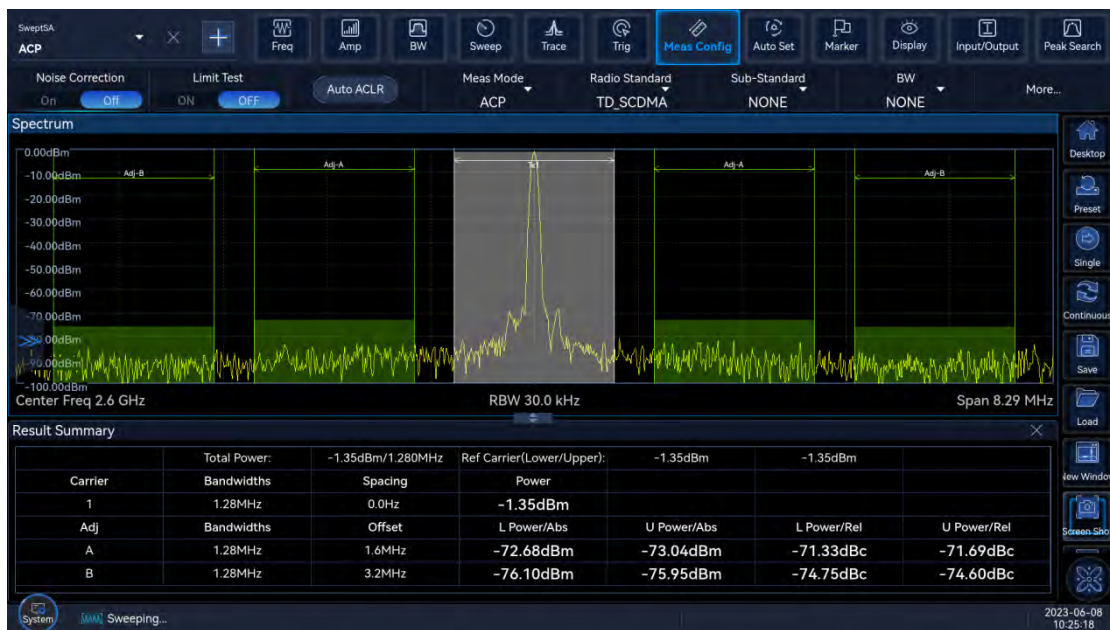 SweptSA
ACP
Freq
Amp
BW
Sweep
Trace
Trig
Meas Config
Auto Set
Marker
Display
Input/Output
Peak Search
Noise Correction
On Off
Limit Test
ON OFF
Auto ACLR
Meas Mode
ACP
Radio Standard
TD_SCDMA
Sub-Standard
NONE
BW
NONE
More...
Spectrum
Desktop
Preset
Single
Continuous
Save
Load
New Windo
Screen Sho
0.00dBm
-10.00dBm
-20.00dBm
-30.00dBm
-40.00dBm
-50.00dBm
-60.00dBm
-70.00dBm
00dBm
-90.00dBm
-100.00dBm
Adj-B
Adj-A
Adj-A
Adj-B
Center Freq 2.6 GHz RBW 30.0 kHz Span 8.29 MHz
Result Summary
Total Power: -1.35dBm/1.280MHz Ref Carrier(Lower/Upper): -1.35dBm -1.35dBm
Carrier Bandwidths Spacing Power
1 1.28MHz 0.0Hz -1.35dBm
Adj Bandwidths Offset L Power/Abs U Power/Abs L Power/Rel U Power/Rel
A 1.28MHz 1.6MHz -72.68dBm -73.04dBm -71.33dBc -71.69dBc
B 1.28MHz 3.2MHz -76.10dBm -75.95dBm -74.75dBc -74.60dBc
System
Sweeping...
2023-06-08
10:25:18